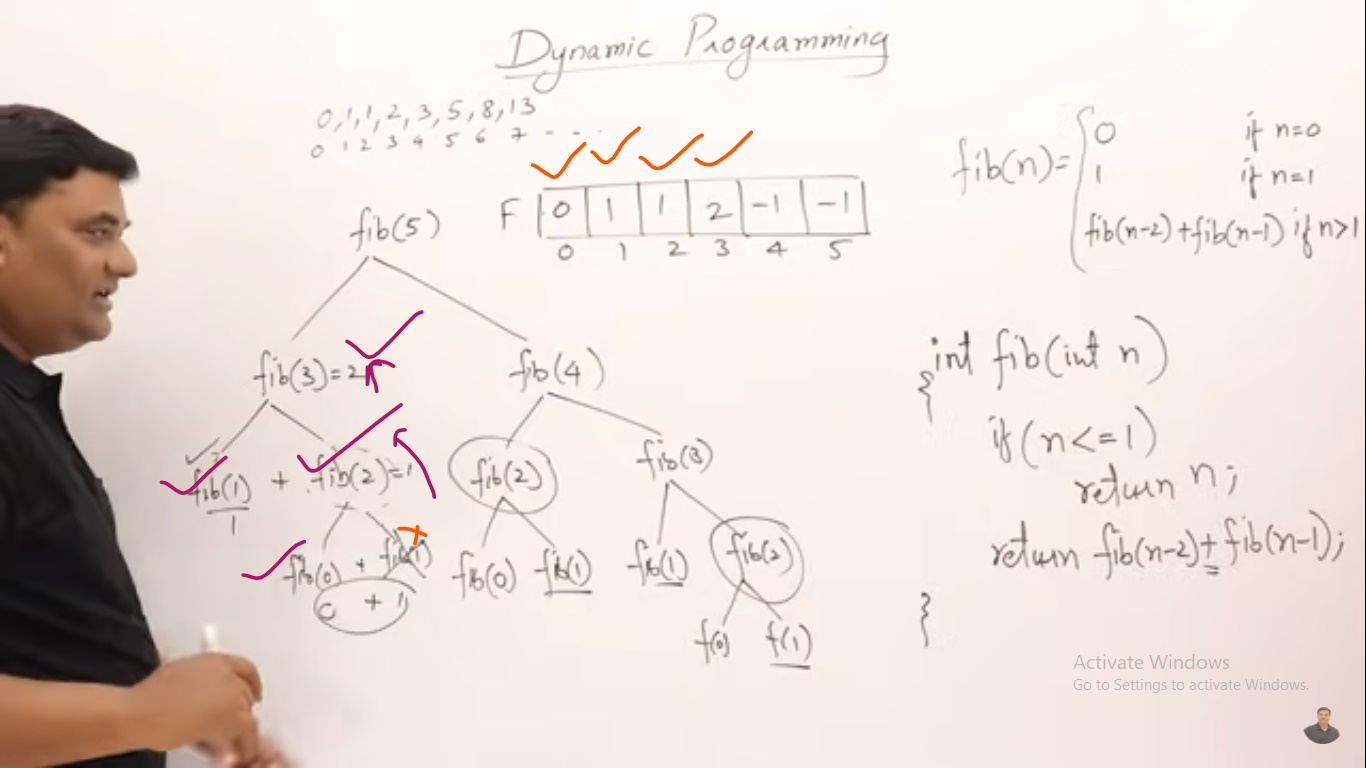 Dynamic Programming
0,1,1,2,3,5,8,13
0 1 2 3 4 5 6 7 - - - .
F 0 1 1 2 -1 -1
0 1 2 3 4 5
fib(n)= 0 if n=0
1 if n=1
fib(n-2)+fib(n-1) if n>1
fib(5)
fib(3)=2
fib(4)
fib(1) + fib(2)=1
1
fib(2)
fib(3)
fib(0) + fib(1)
0 + 1
fib(0)
fib(1)
fib(1)
fib(2)
f(0)
f(1)
int fib(int n)
{
if(n<=1)
return n;
return fib(n-2)+fib(n-1);
}
Activate Windows
Go to Settings to activate Windows.